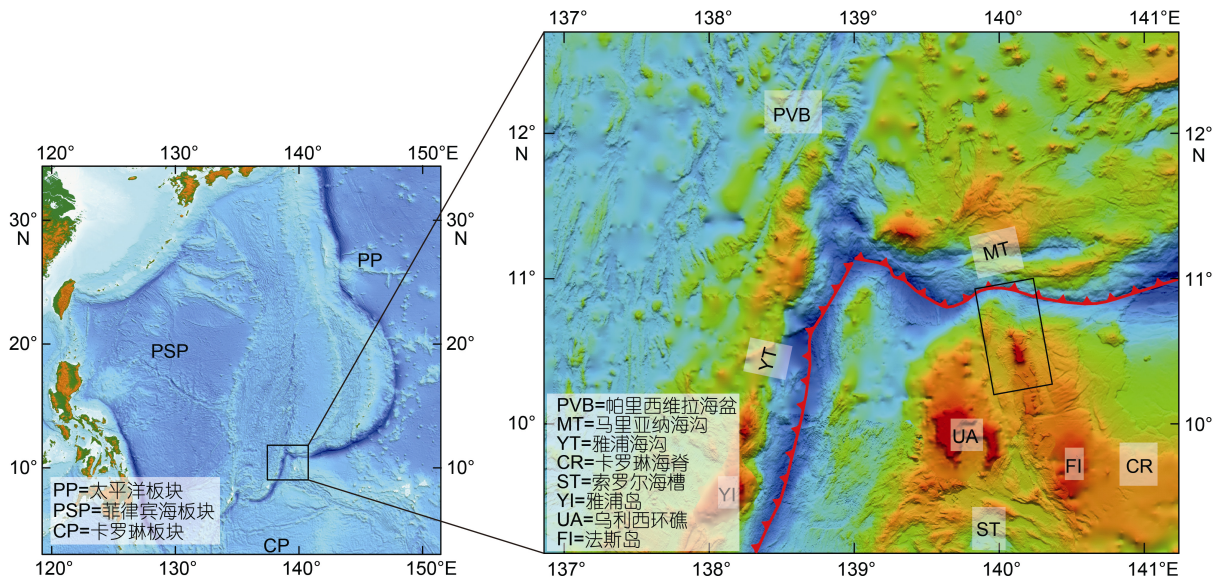 120° 130° 140° 150°E
30°
N
20°
10°
30°
N
20°
10°
PP
PSP
CP
PP=太平洋板块
PSP=菲律宾海板块
CP=卡罗琳板块
120° 130° 140° 150°E
137° 138° 139° 140° 141°E
12°
N
11°
10°
12°
N
11°
10°
PVB
MT
YT
UA
FI
CR
YI
ST
PVB=帕里西维拉海盆
MT=马里亚纳海沟
YT=雅浦海沟
CR=卡罗琳海脊
ST=索罗尔海槽
YI=雅浦岛
UA=乌利西环礁
FI=法斯岛
137° 138° 139° 140° 141°E